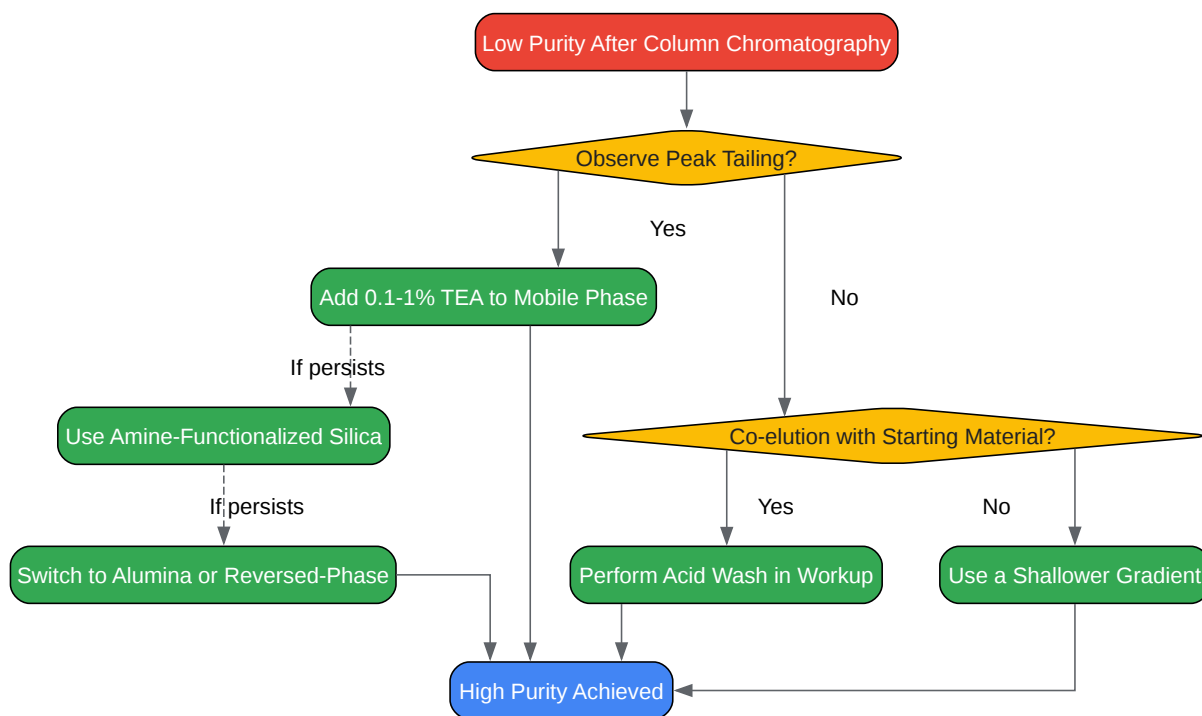 Low Purity After Column Chromatography
Observe Peak Tailing?
Yes
Add 0.1-1% TEA to Mobile Phase
No
If persists
Use Amine-Functionalized Silica
Co-elution with Starting Material?
If persists
Yes
No
Switch to Alumina or Reversed-Phase
Perform Acid Wash in Workup
Use a Shallower Gradient
High Purity Achieved